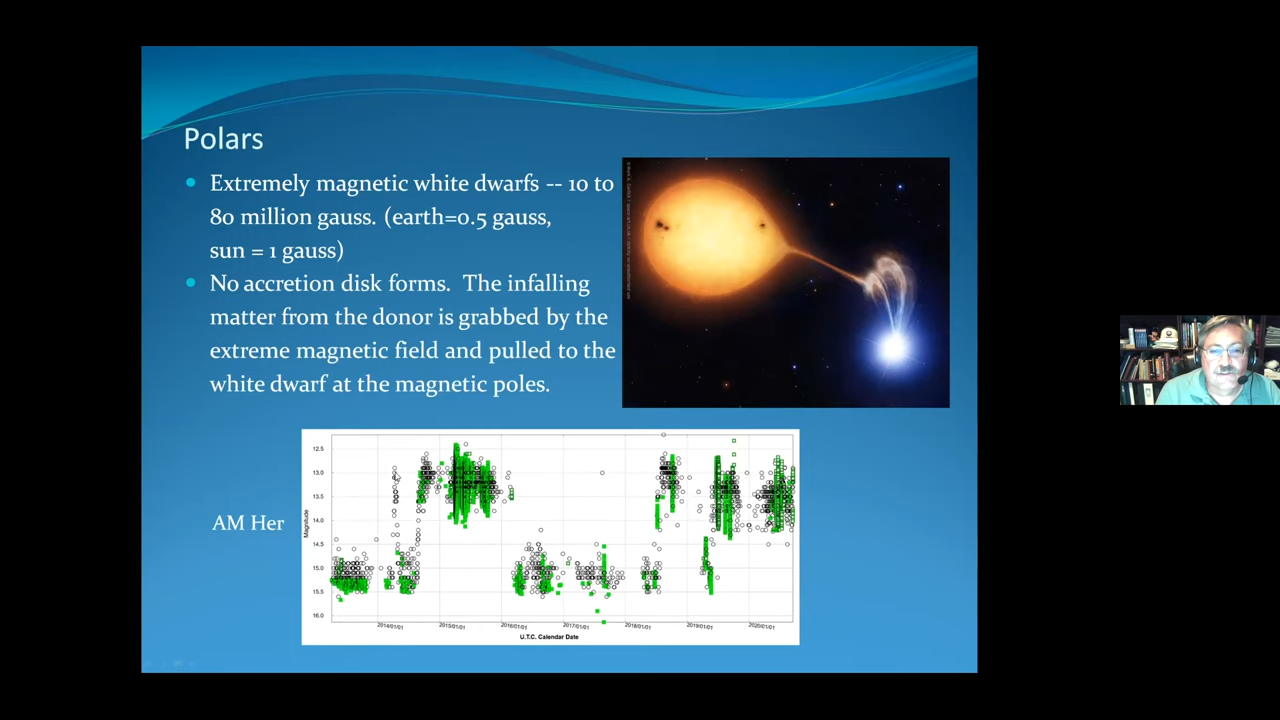 Polars
Extremely magnetic white dwarfs -- 10 to
80 million gauss. (earth=0.5 gauss,
sun = 1 gauss)
No accretion disk forms.  The infalling
matter from the donor is grabbed by the
extreme magnetic field and pulled to the
white dwarf at the magnetic poles.
AM Her
Magnitude
12.5
13.0
13.5
14.0
14.5
15.0
15.5
16.0
2014/01/01
2015/01/01
2016/01/01
2017/01/01
2018/01/01
2019/01/01
2020/01/01
U.T.C. Calendar Date